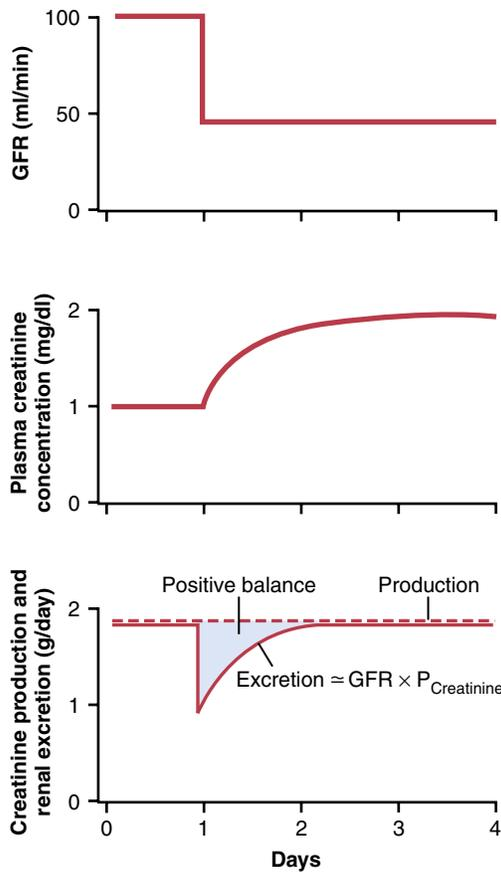 GFR (ml/min)
100
50
0
Plasma creatinine
concentration (mg/dl)
2
1
0
Creatinine production and
renal excretion (g/day)
Positive balance
Production
2
Excretion ≃ GFR × P_Creatinine
1
0
0 1 2 3 4
Days